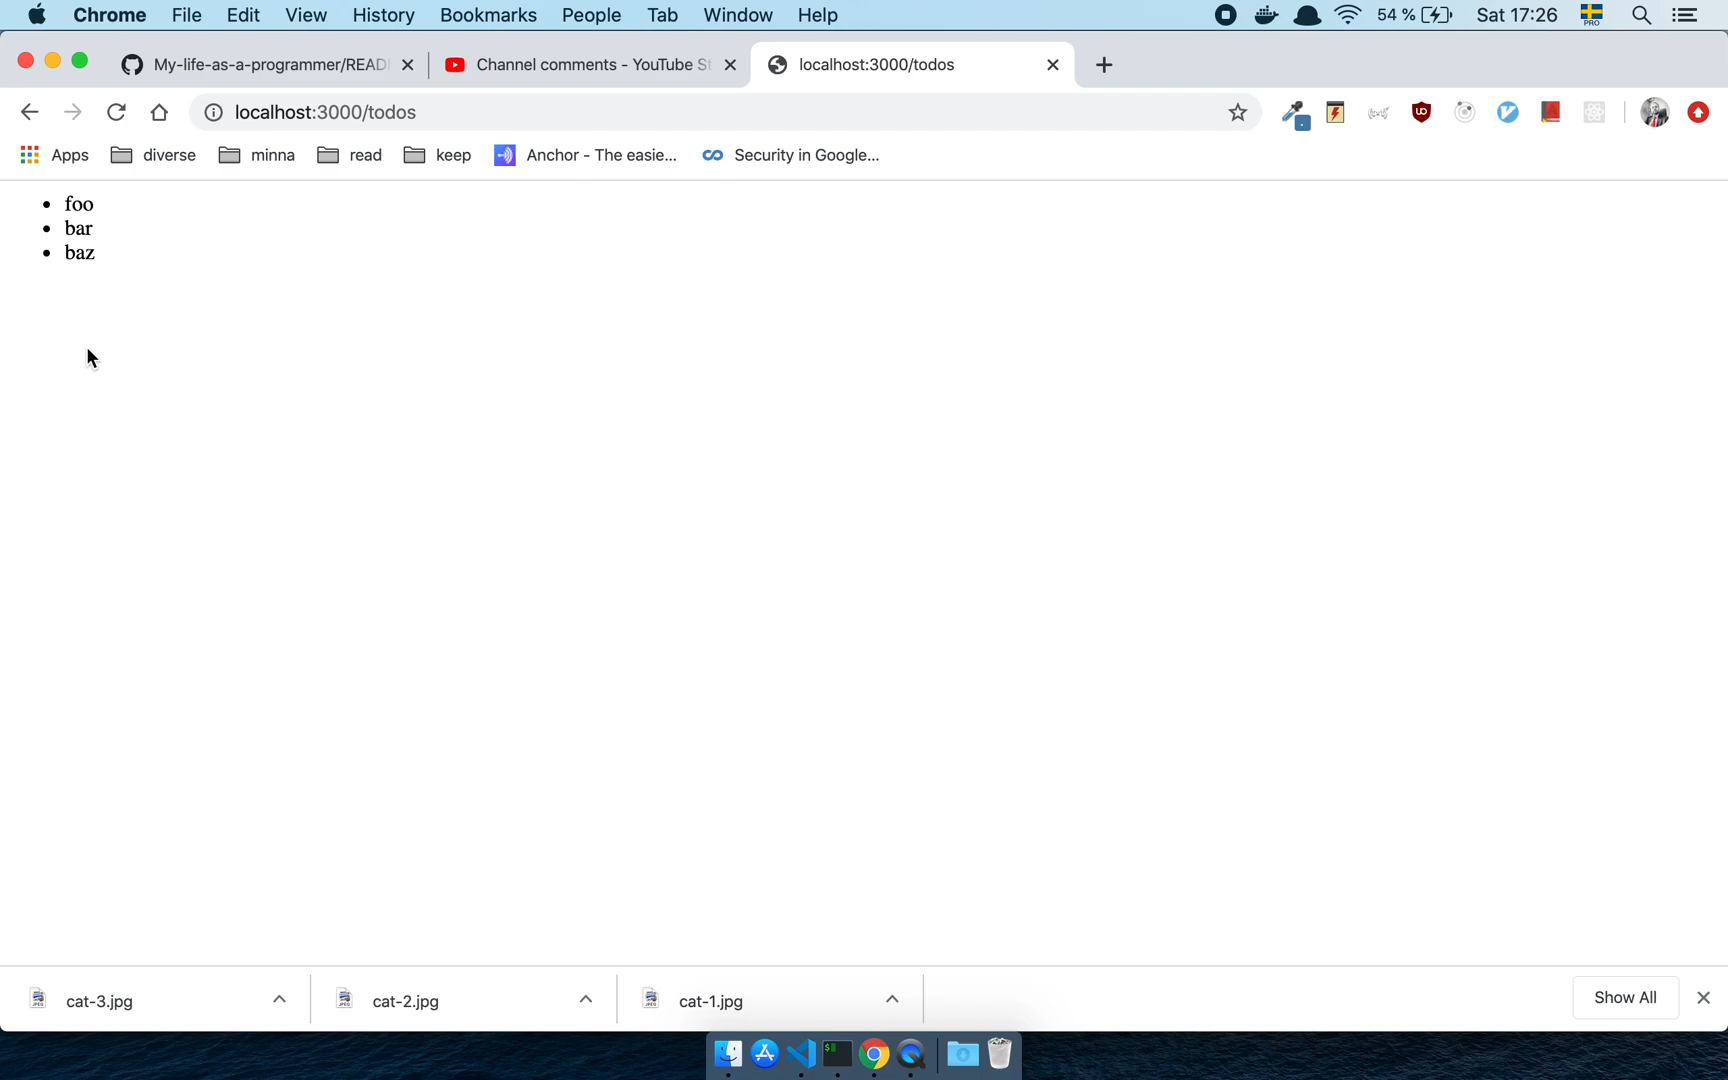 Chrome File Edit View History Bookmarks People Tab Window Help 54 % Sat 17:26 PRO
My-life-as-a-programmer/READ Channel comments - YouTube St localhost:3000/todos
localhost:3000/todos
Apps diverse minna read keep Anchor - The easie... Security in Google...
• foo
• bar
• baz
cat-3.jpg cat-2.jpg cat-1.jpg Show All